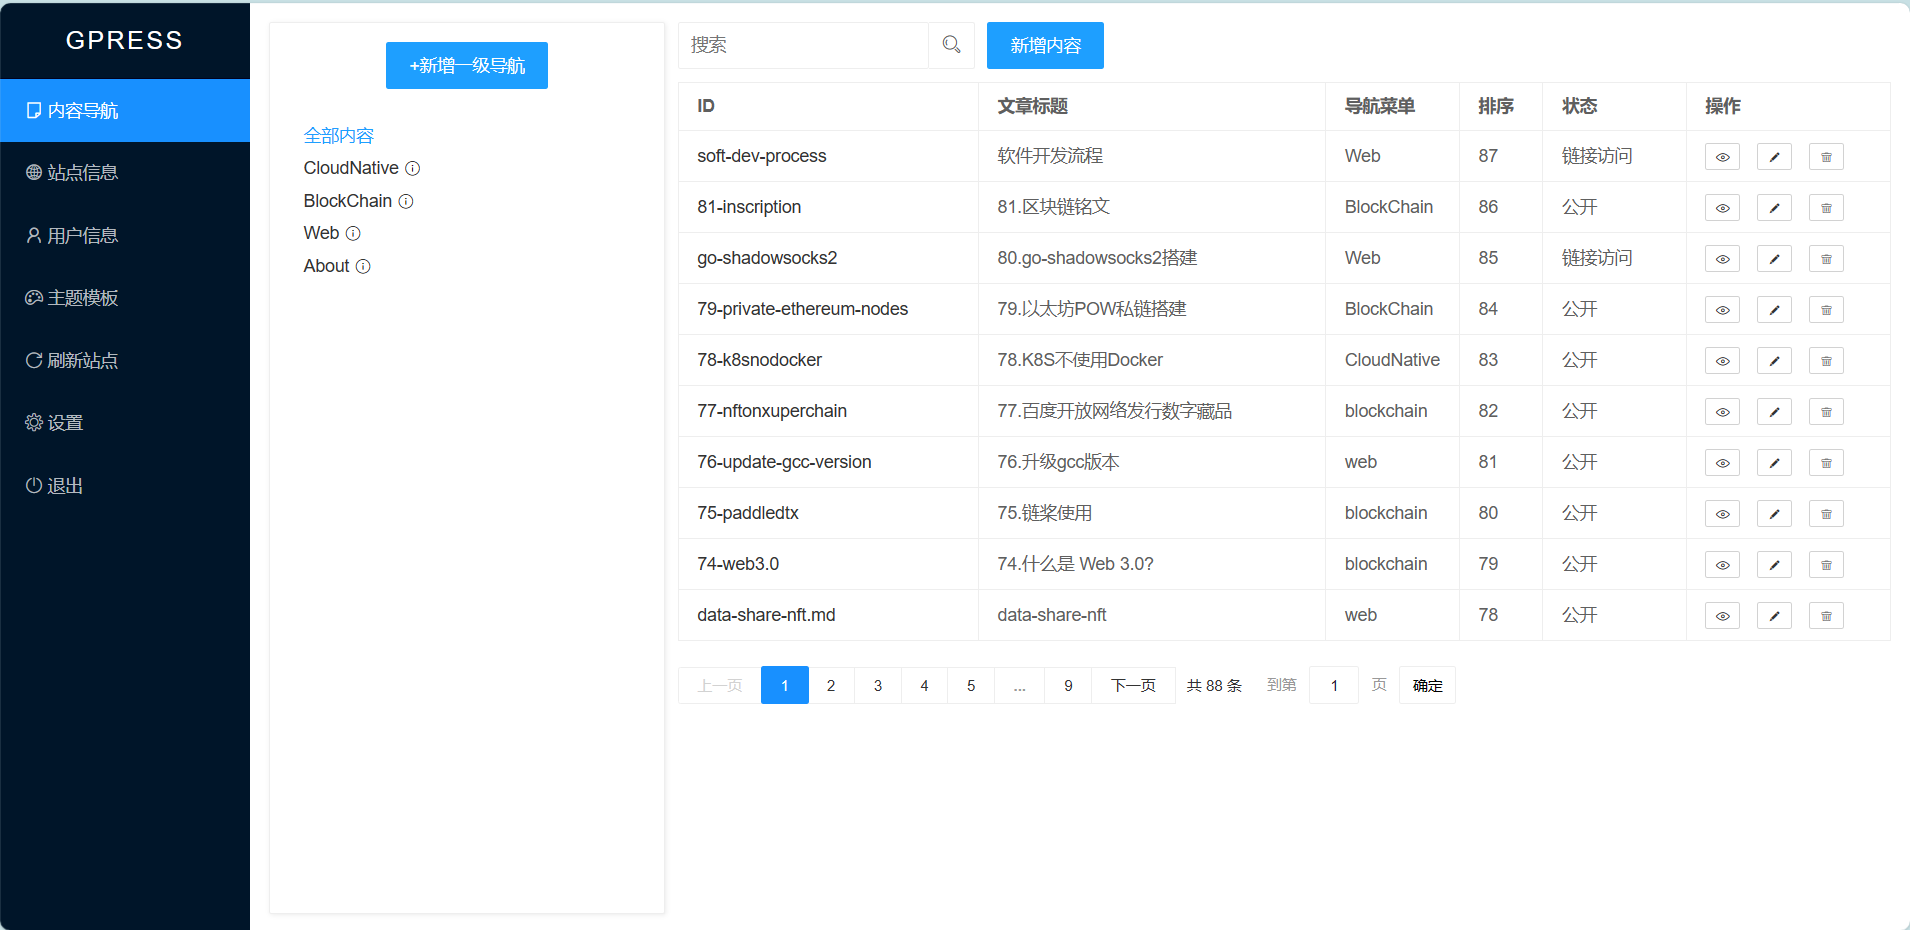 GPRESS
内容导航
站点信息
用户信息
主题模板
刷新站点
设置
退出
+新增一级导航
全部内容
CloudNative
BlockChain
Web
About
搜索
新增内容
ID 文章标题 导航菜单 排序 状态 操作
soft-dev-process 软件开发流程 Web 87 链接访问
81-inscription 81.区块链铭文 BlockChain 86 公开
go-shadowsocks2 80.go-shadowsocks2搭建 Web 85 链接访问
79-private-ethereum-nodes 79.以太坊POW私链搭建 BlockChain 84 公开
78-k8snodocker 78.K8S不使用Docker CloudNative 83 公开
77-nftonxuperchain 77.百度开放网络发行数字藏品 blockchain 82 公开
76-update-gcc-version 76.升级gcc版本 web 81 公开
75-paddledtx 75.链桨使用 blockchain 80 公开
74-web3.0 74.什么是 Web 3.0? blockchain 79 公开
data-share-nft.md data-share-nft web 78 公开
上一页 1 2 3 4 5 ... 9 下一页 共 88 条 到第 1 页 确定